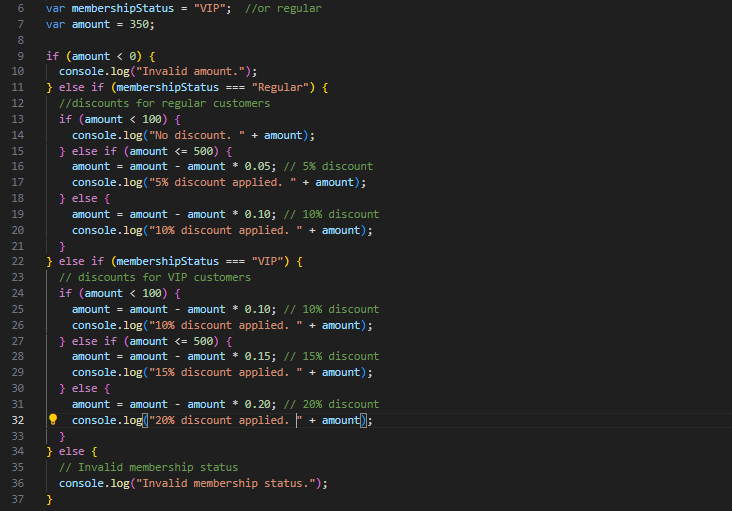 6 var membershipStatus = "VIP";  //or regular
7 var amount = 350;
8
9 if (amount < 0) {
10   console.log("Invalid amount.");
11 } else if (membershipStatus === "Regular") {
12   //discounts for regular customers
13   if (amount < 100) {
14     console.log("No discount. " + amount);
15   } else if (amount <= 500) {
16     amount = amount - amount * 0.05; // 5% discount
17     console.log("5% discount applied. " + amount);
18   } else {
19     amount = amount - amount * 0.10; // 10% discount
20     console.log("10% discount applied. " + amount);
21   }
22 } else if (membershipStatus === "VIP") {
23   // discounts for VIP customers
24   if (amount < 100) {
25     amount = amount - amount * 0.10; // 10% discount
26     console.log("10% discount applied. " + amount);
27   } else if (amount <= 500) {
28     amount = amount - amount * 0.15; // 15% discount
29     console.log("15% discount applied. " + amount);
30   } else {
31     amount = amount - amount * 0.20; // 20% discount
32     console.log("20% discount applied. " + amount);
33   }
34 } else {
35   // Invalid membership status
36   console.log("Invalid membership status.");
37 }